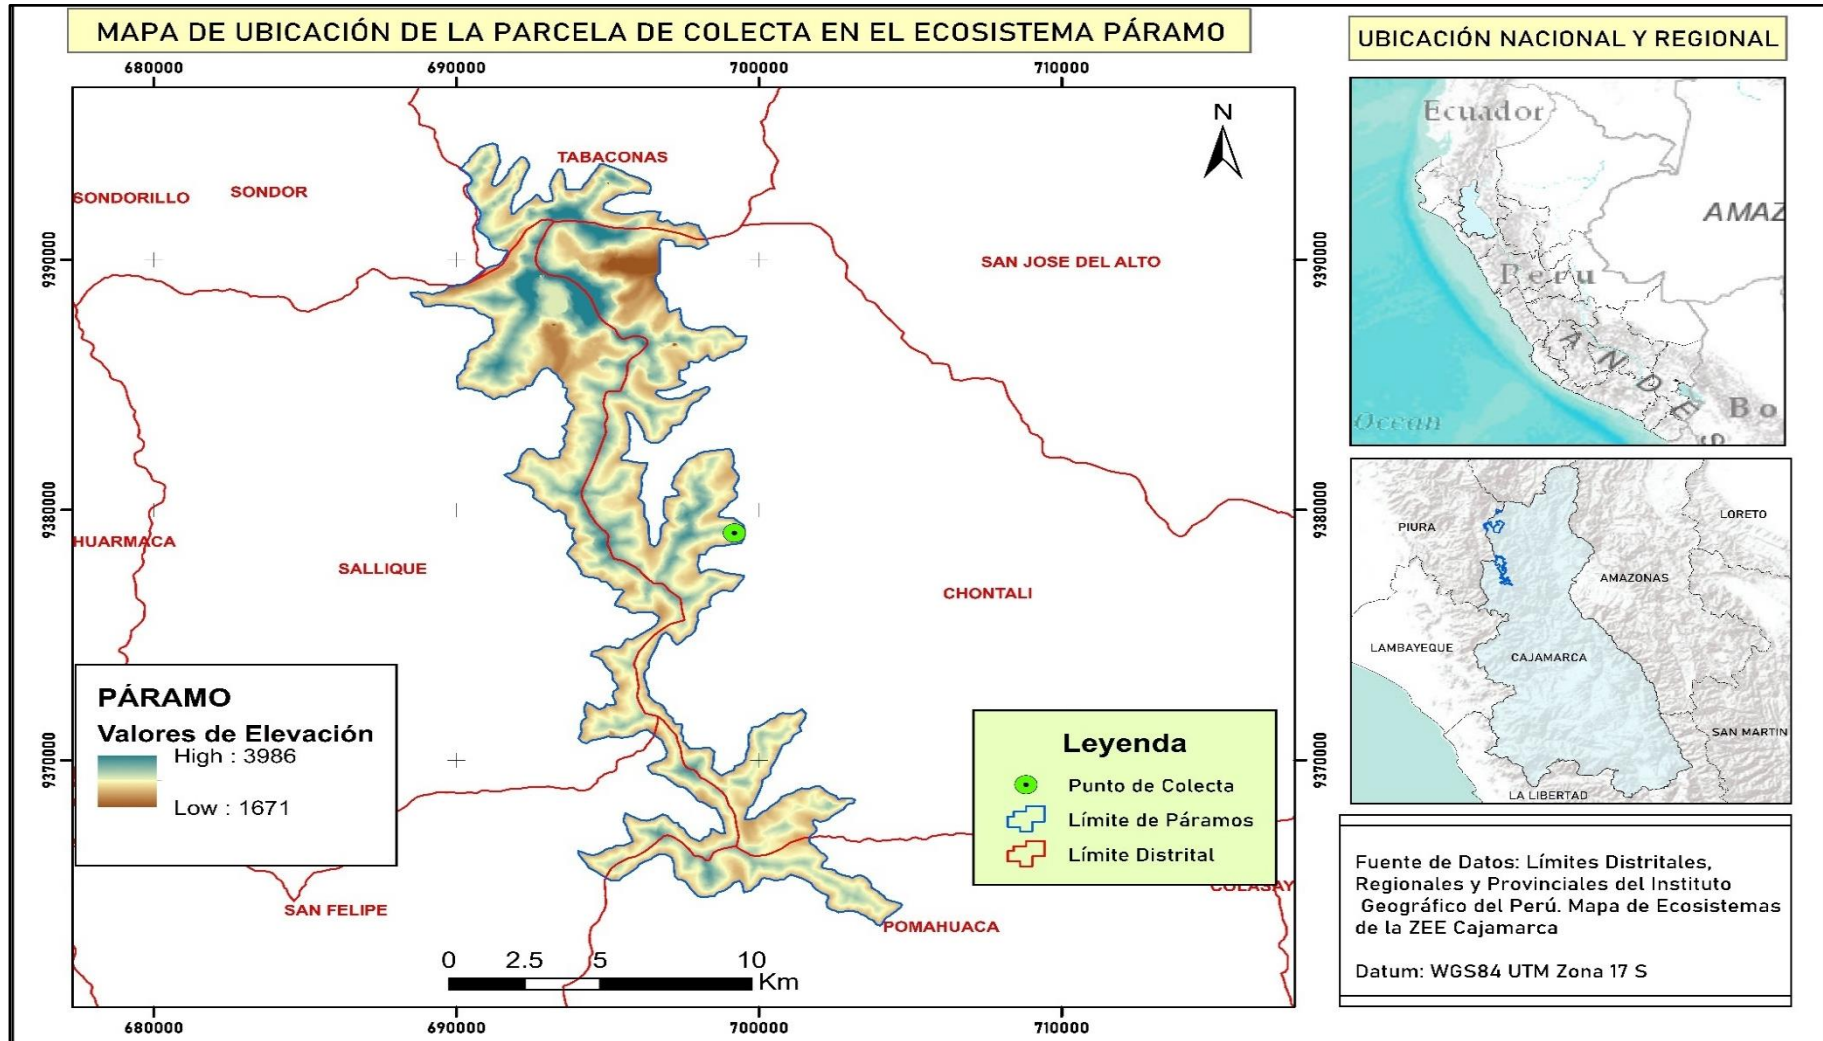 MAPA DE UBICACIÓN DE LA PARCELA DE COLECTA EN EL ECOSISTEMA PÁRAMO
680000
690000
700000
710000
N
TABACONAS
SONDORILLO
SONDOR
SAN JOSE DEL ALTO
9390000
9390000
9380000
9380000
HUARMACA
SALLIQUE
CHONTALI
9370000
9370000
PÁRAMO
Valores de Elevación
High : 3986
Low : 1671
Leyenda
Punto de Colecta
Límite de Páramos
Límite Distrital
COLASAY
SAN FELIPE
POMAHUACA
0 2.5 5 10
Km
680000
690000
700000
710000
UBICACIÓN NACIONAL Y REGIONAL
Ecuador
AMAZ
Peru
ANDES
Bo
Ocean
PIURA
LORETO
AMAZONAS
LAMBAYEQUE
CAJAMARCA
SAN MARTIN
LA LIBERTAD
Fuente de Datos: Límites Distritales,
Regionales y Provinciales del Instituto
Geográfico del Perú. Mapa de Ecosistemas
de la ZEE Cajamarca
Datum: WGS84 UTM Zona 17 S